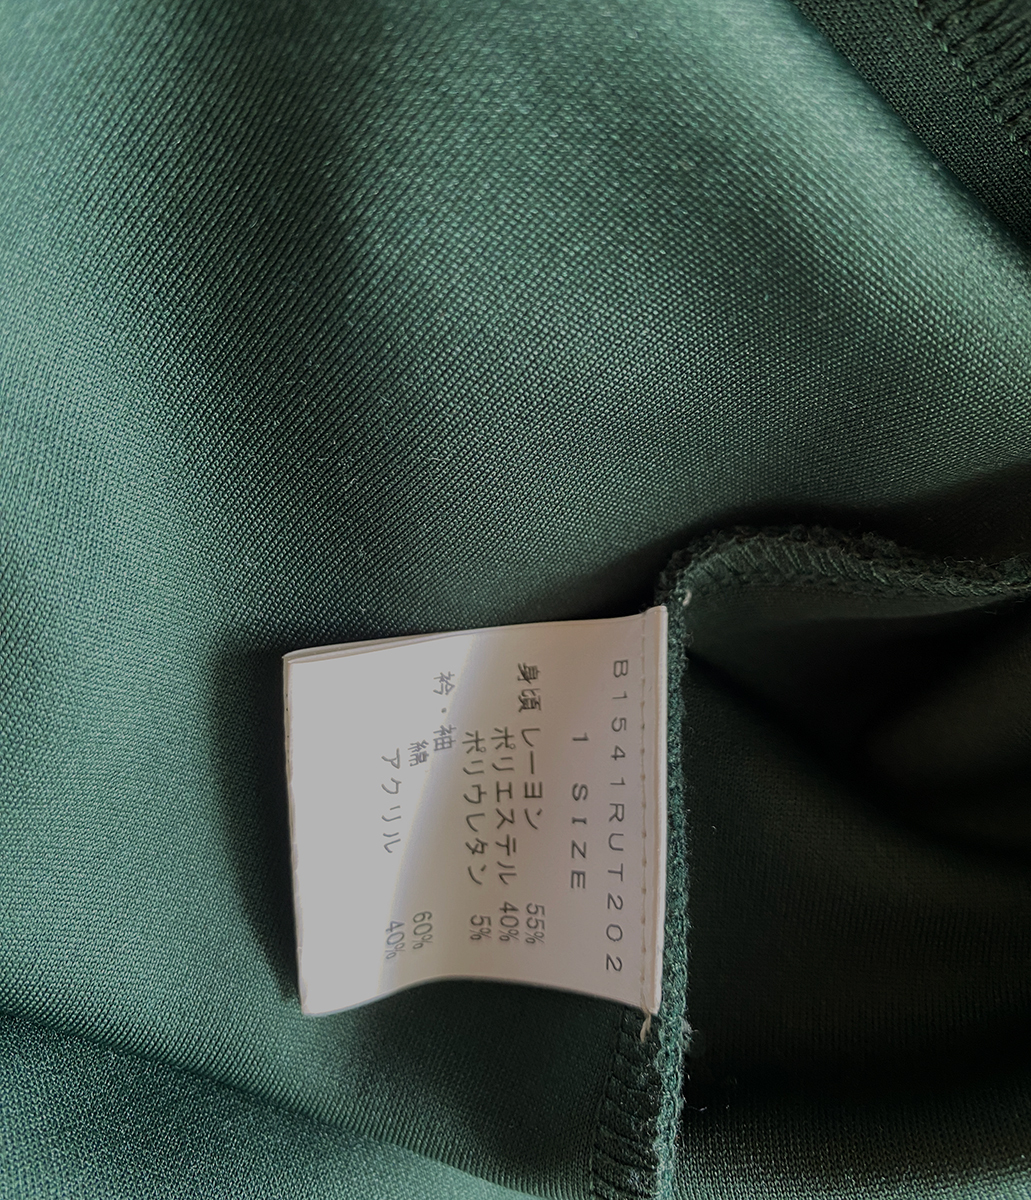 B1541RUT202
1 SIZE
身頃 レーヨン 55%
ポリエステル 40%
ポリウレタン 5%
衿・袖
綿 60%
アクリル 40%